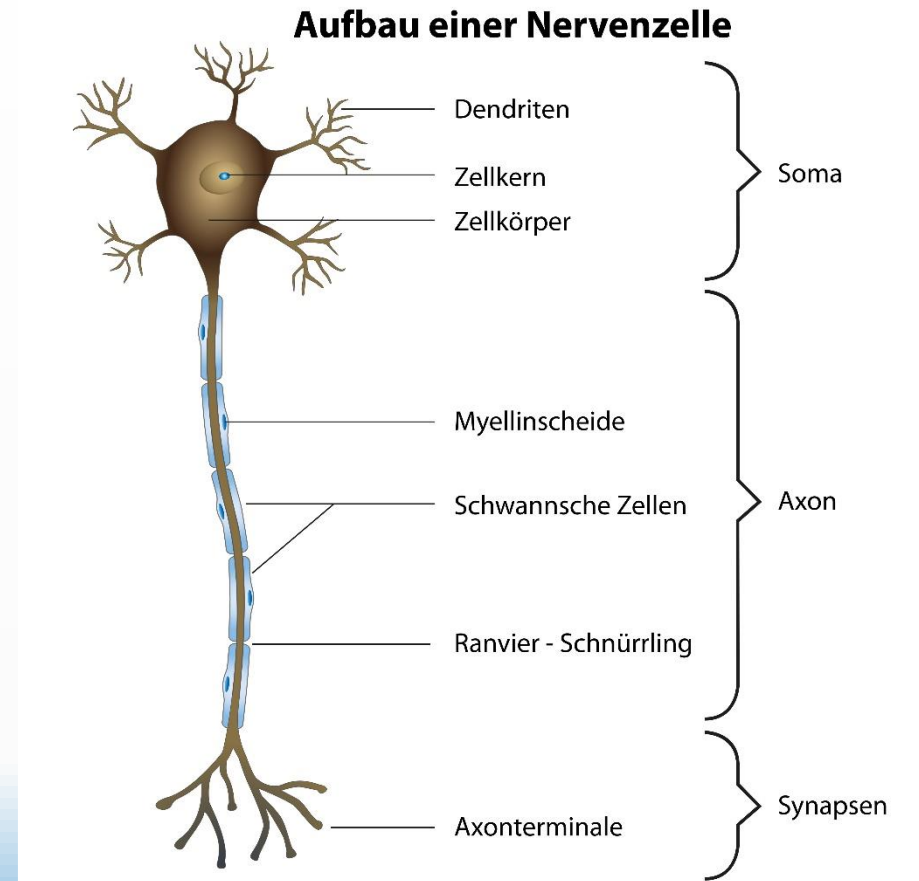 Aufbau einer Nervenzelle
Dendriten
Zellkern
Zellkörper
Soma
Myellinscheide
Schwannsche Zellen
Axon
Ranvier - Schnürrling
Axonterminale
Synapsen